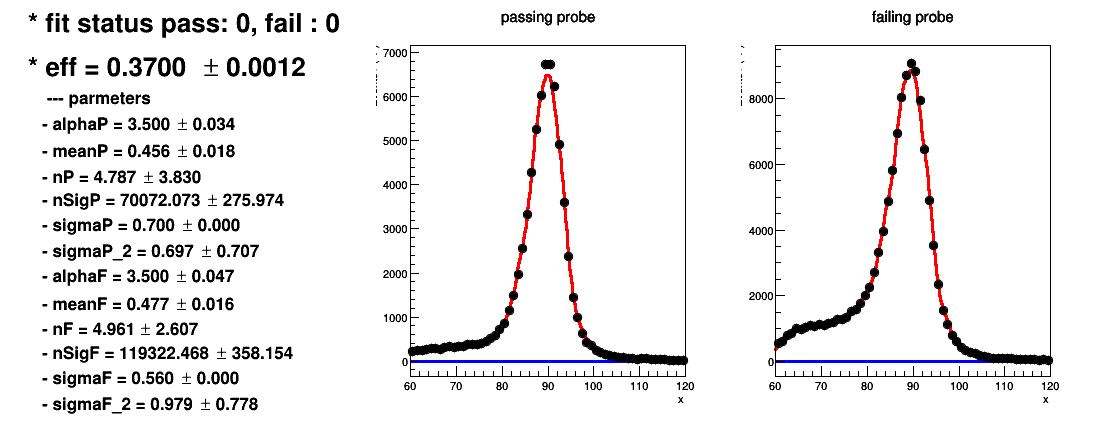 * fit status pass: 0, fail : 0
* eff = 0.3700 ± 0.0012
--- parmeters
- alphaP = 3.500 ± 0.034
- meanP = 0.456 ± 0.018
- nP = 4.787 ± 3.830
- nSigP = 70072.073 ± 275.974
- sigmaP = 0.700 ± 0.000
- sigmaP_2 = 0.697 ± 0.707
- alphaF = 3.500 ± 0.047
- meanF = 0.477 ± 0.016
- nF = 4.961 ± 2.607
- nSigF = 119322.468 ± 358.154
- sigmaF = 0.560 ± 0.000
- sigmaF_2 = 0.979 ± 0.778
passing probe
7000
6000
5000
4000
3000
2000
1000
0
60 70 80 90 100 110 120
x
failing probe
8000
6000
4000
2000
0
60 70 80 90 100 110 120
x